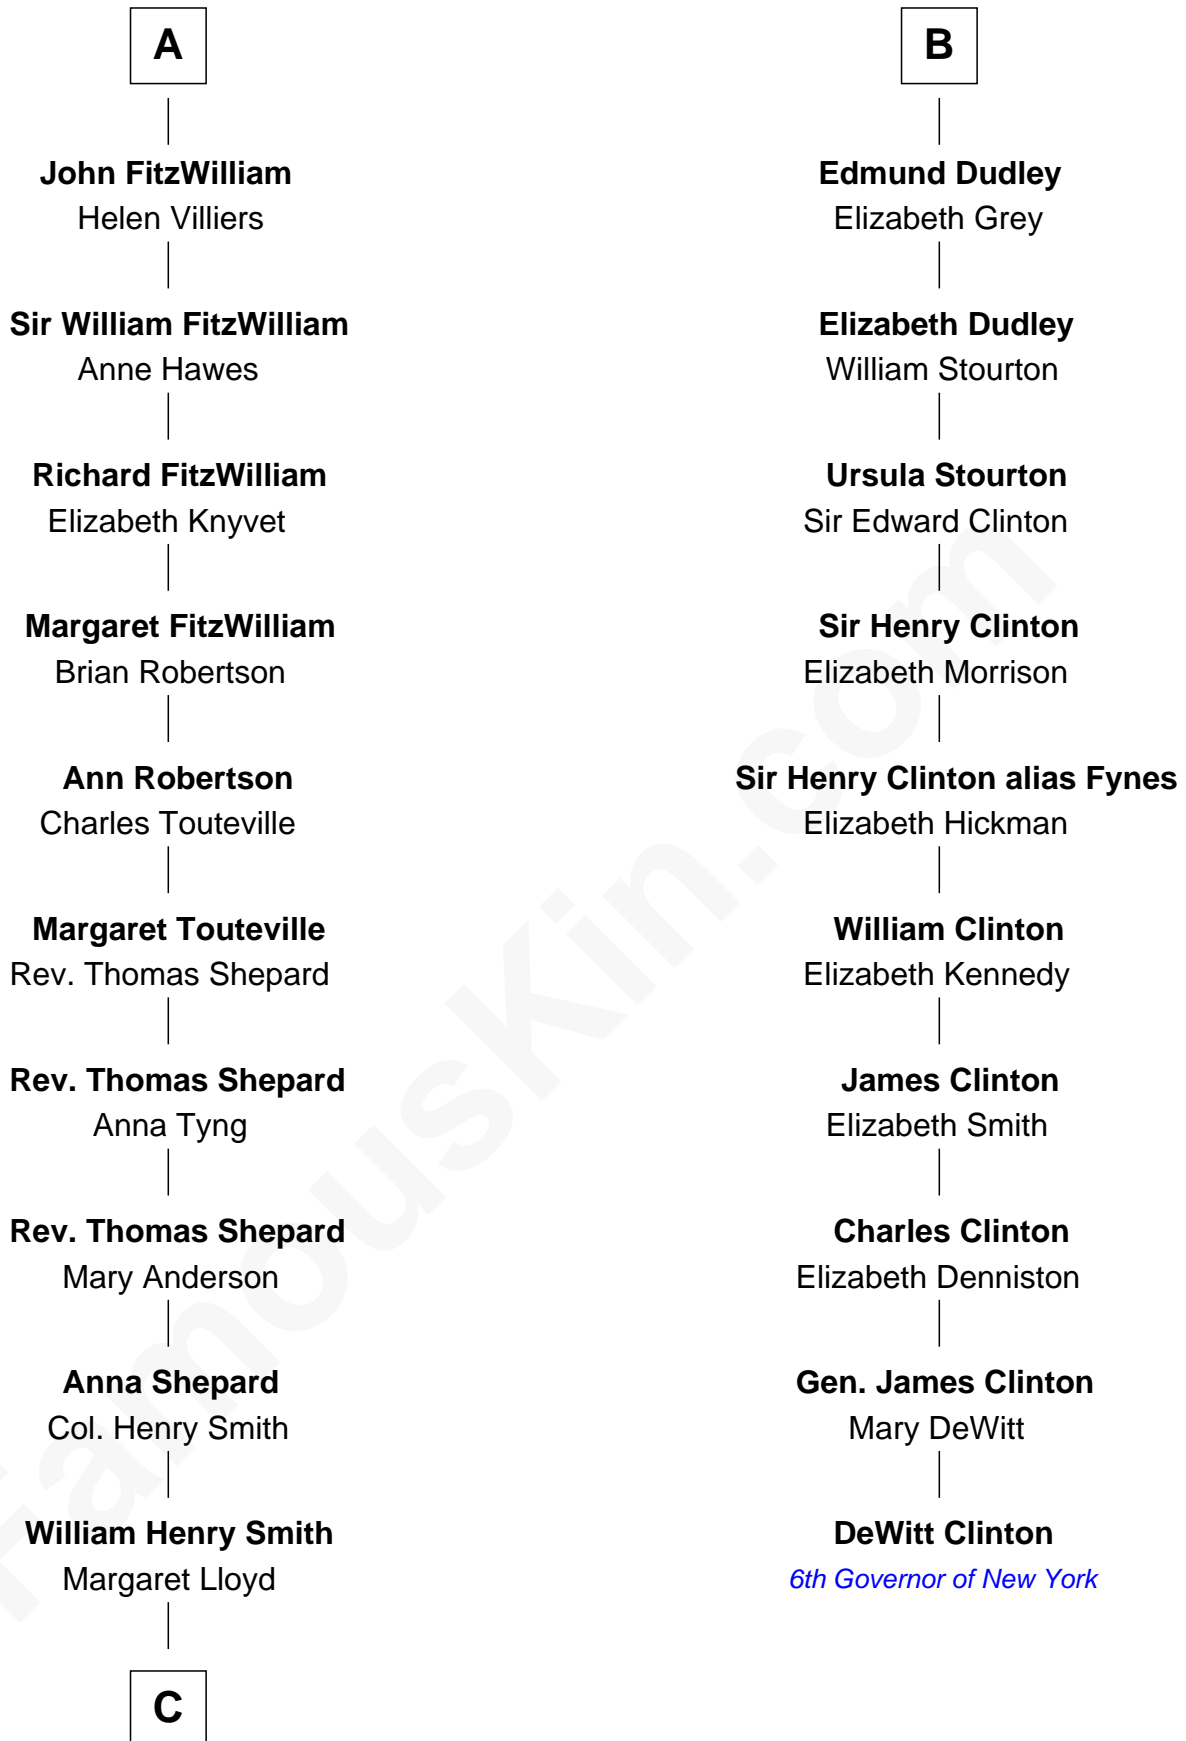 A
John FitzWilliam
Helen Villiers
Sir William FitzWilliam
Anne Hawes
Richard FitzWilliam
Elizabeth Knyvet
Margaret FitzWilliam
Brian Robertson
Ann Robertson
Charles Touteville
Margaret Touteville
Rev. Thomas Shepard
Rev. Thomas Shepard
Anna Tyng
Rev. Thomas Shepard
Mary Anderson
Anna Shepard
Col. Henry Smith
William Henry Smith
Margaret Lloyd
C
B
Edmund Dudley
Elizabeth Grey
Elizabeth Dudley
William Stourton
Ursula Stourton
Sir Edward Clinton
Sir Henry Clinton
Elizabeth Morrison
Sir Henry Clinton alias Fynes
Elizabeth Hickman
William Clinton
Elizabeth Kennedy
James Clinton
Elizabeth Smith
Charles Clinton
Elizabeth Denniston
Gen. James Clinton
Mary DeWitt
DeWitt Clinton
6th Governor of New York
FamousKin.com